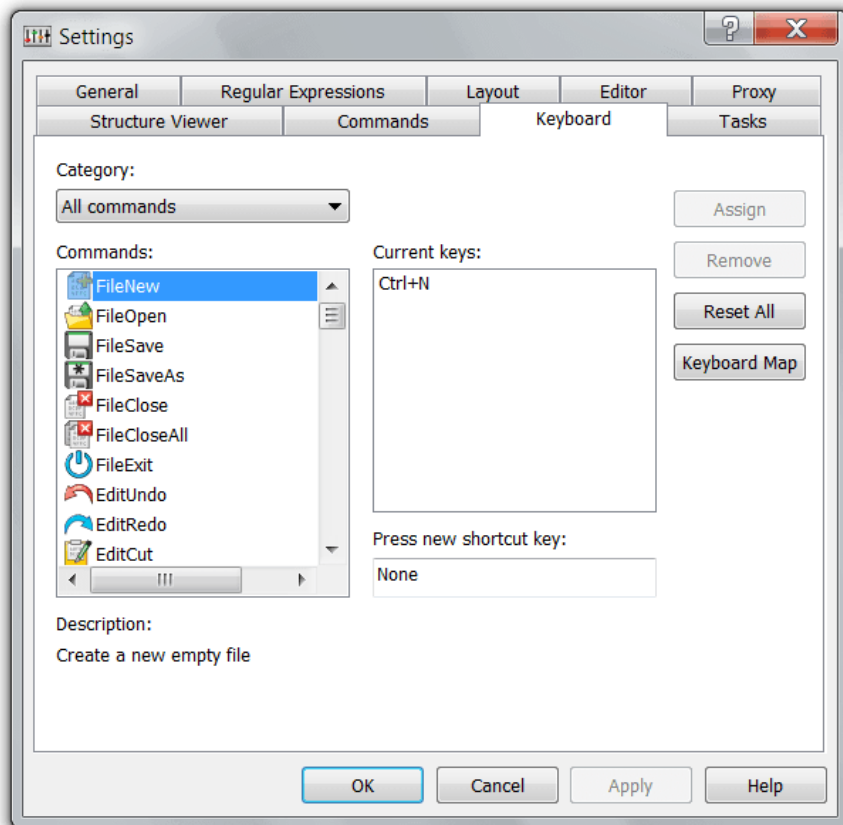 Settings
General
Regular Expressions
Layout
Editor
Proxy
Structure Viewer
Commands
Keyboard
Tasks
Category:
All commands
Assign
Commands:
Current keys:
Remove
FileNew
Ctrl+N
FileOpen
Reset All
FileSave
Keyboard Map
FileSaveAs
FileClose
FileCloseAll
FileExit
EditUndo
EditRedo
EditCut
Press new shortcut key:
None
Description:
Create a new empty file
OK
Cancel
Apply
Help